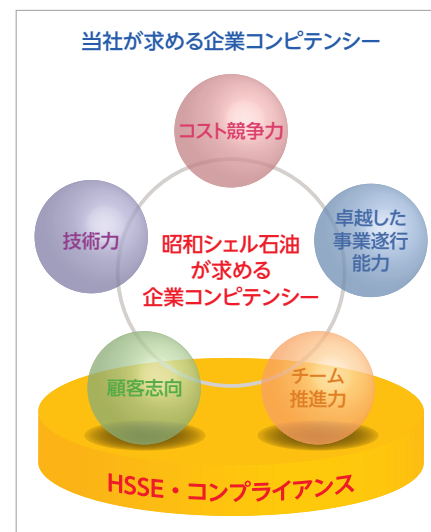 当社が求める企業コンピテンシー
コスト競争力
技術力
卓越した
事業遂行
能力
昭和シェル石油
が求める
企業コンピテンシー
顧客志向
チーム
推進力
HSSE・コンプライアンス